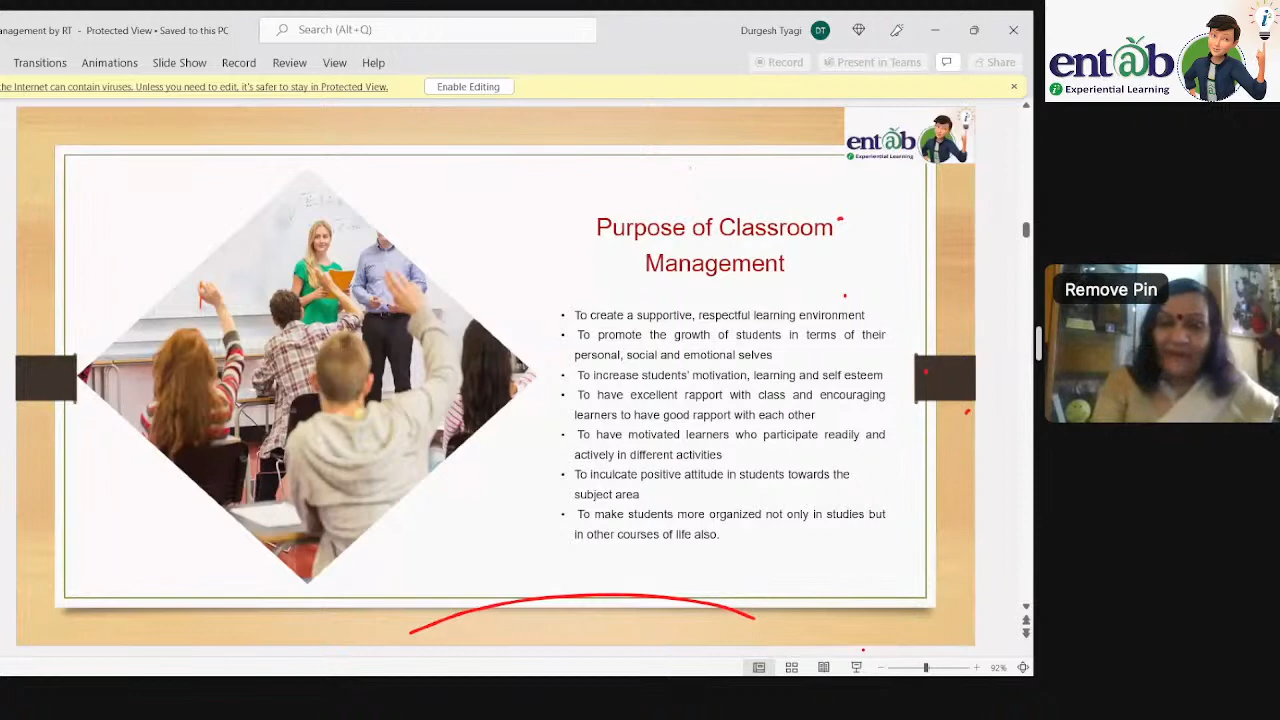 anagement by RT - Protected View • Saved to this PC
Search (Alt+Q)
Durgesh Tyagi
DT
Transitions
Animations
Slide Show
Record
Review
View
Help
Record
Present in Teams
Share
the Internet can contain viruses. Unless you need to edit, it's safer to stay in Protected View.
Enable Editing
entab
i Experiential Learning
i
Purpose of Classroom
Management
• To create a supportive, respectful learning environment
• To promote the growth of students in terms of their
personal, social and emotional selves
• To increase students' motivation, learning and self esteem
• To have excellent rapport with class and encouraging
learners to have good rapport with each other
• To have motivated learners who participate readily and
actively in different activities
• To inculcate positive attitude in students towards the
subject area
• To make students more organized not only in studies but
in other courses of life also.
92%
entab
i Experiential Learning
i
Remove Pin